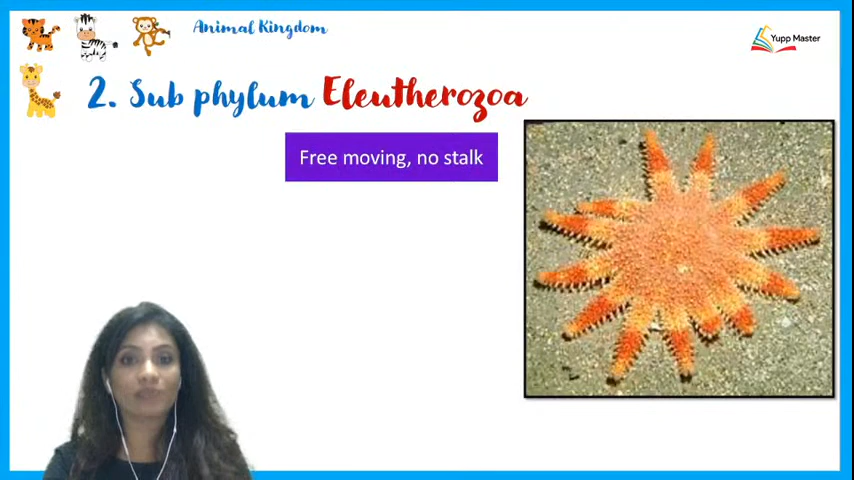 Animal Kingdom
Yupp Master
2. Sub phylum Eleutherozoa
Free moving, no stalk